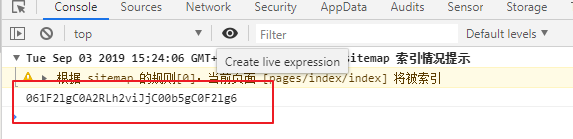 Console Sources Network Security AppData Audits Sensor
top Filter Default levels ▼
Tue Sep 03 2019 15:24:06 GMT+ sitemap 索引情况提示
Create live expression
根据 sitemap 的规则[0],当前页面 [pages/index/index] 将被索引
061F2lgC0A2RLh2viJjC00b5gC0F2lg6